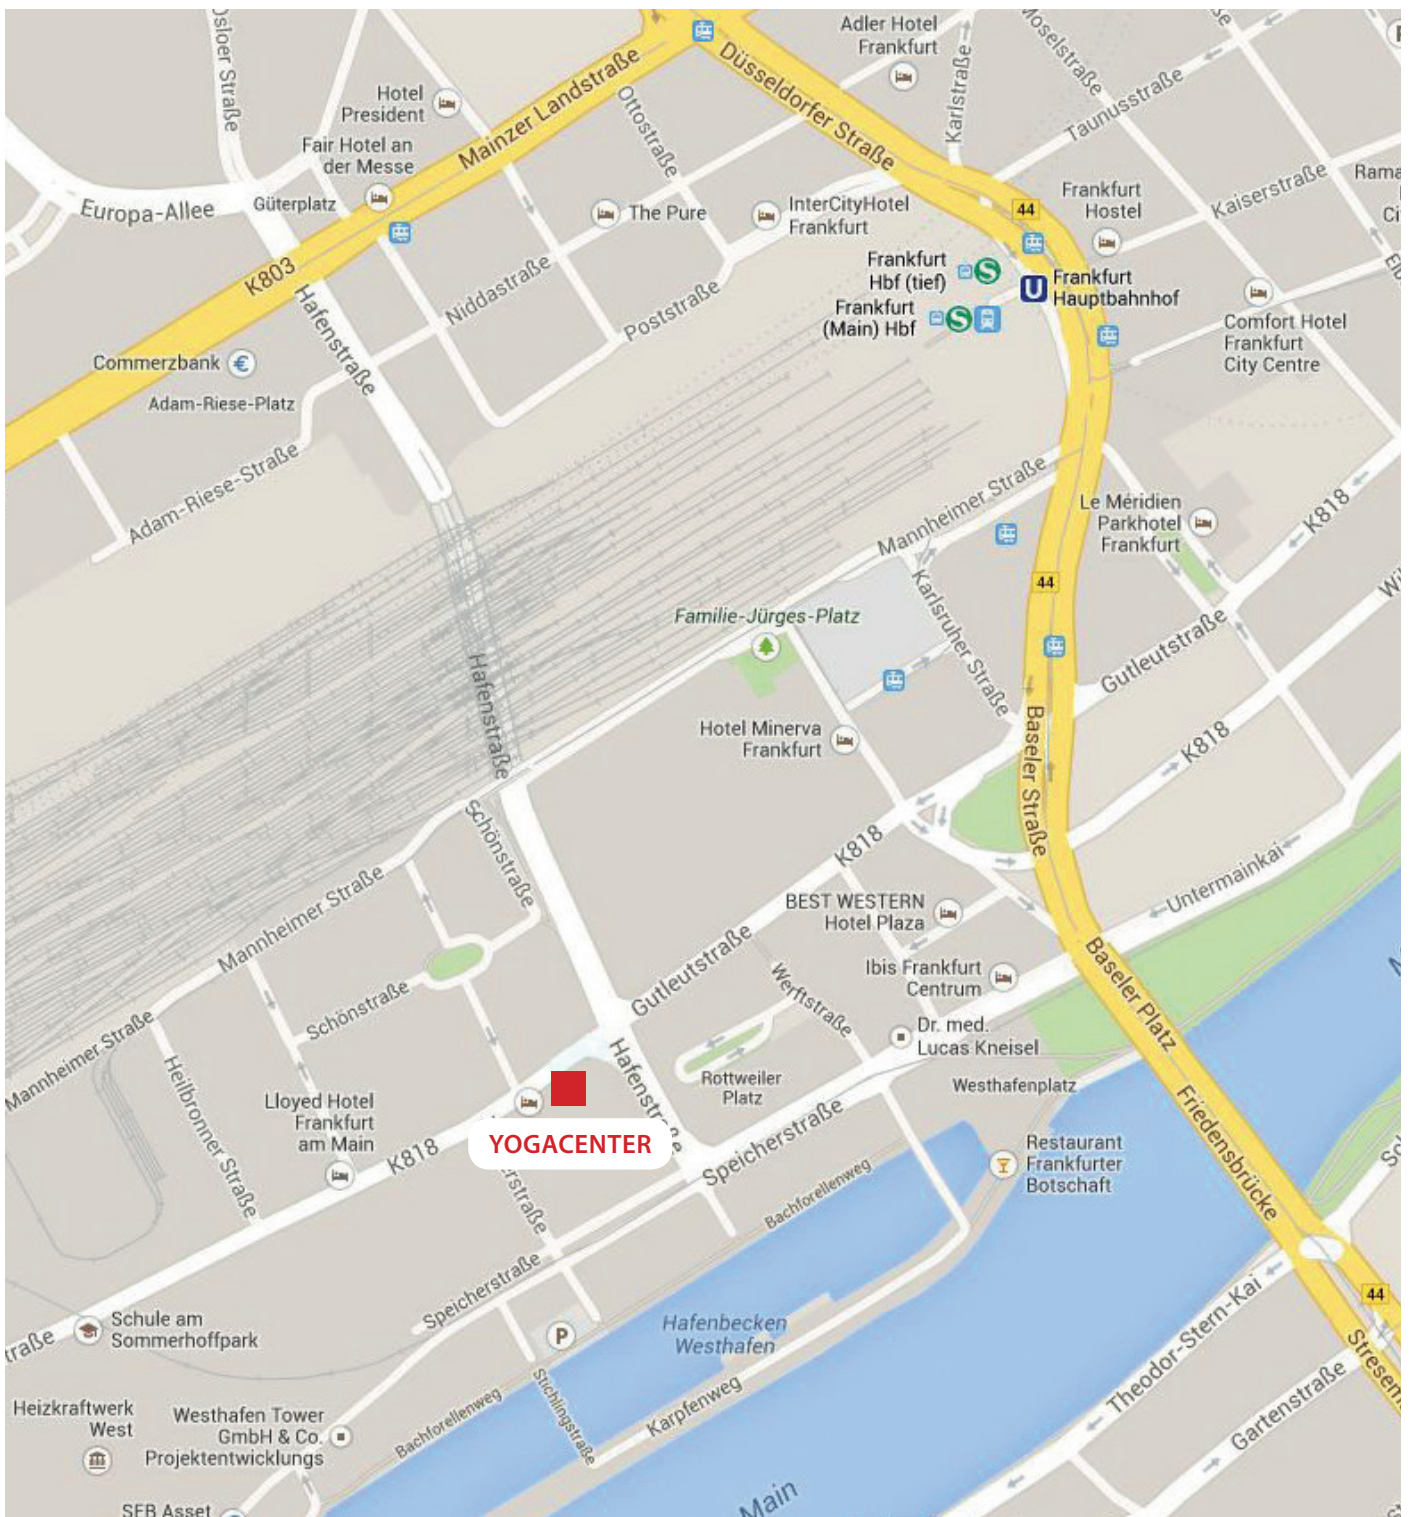 Osloer Straße
Adler Hotel
Frankfurt
Moselstraße
Karlstraße
Düsseldorfer Straße
Hotel
President
Mainzer Landstraße
Ottostraße
Taunusstraße
Fair Hotel an
der Messe
Güterplatz
Europa-Allee
The Pure
InterCityHotel
Frankfurt
44
Frankfurt
Hostel
Kaiserstraße
K803
Hafenstraße
Niddastraße
Poststraße
Frankfurt
Hbf (tief)
S
Frankfurt
(Main) Hbf
S
U
Frankfurt
Hauptbahnhof
Comfort Hotel
Frankfurt
City Centre
Commerzbank
€
Adam-Riese-Platz
Adam-Riese-Straße
Mannheimer Straße
Le Méridien
Parkhotel
Frankfurt
K818
44
Karlsruher Straße
Familie-Jürges-Platz
Gutleutstraße
Hafenstraße
Hotel Minerva
Frankfurt
Baseler Straße
K818
Schönstraße
K818
Untermainkai
Mannheimer Straße
BEST WESTERN
Hotel Plaza
Gutleutstraße
Ibis Frankfurt
Centrum
Baseler Platz
Werftstraße
Schönstraße
Mannheimer Straße
Dr. med.
Lucas Kneisel
Heilbronner Straße
Hafenstraße
Rottweiler
Platz
Westhafenplatz
Lloyed Hotel
Frankfurt
am Main
K818
YOGACENTER
Speicherstraße
Friedensbrücke
Restaurant
Frankfurter
Botschaft
erstraße
Bachforellenweg
Speicherstraße
Schule am
Sommerhoffpark
traße
P
Hafenbecken
Westhafen
Theodor-Stern-Kai
44
Stresem
Gartenstraße
Karpfenweg
Stichlingstraße
Heizkraftwerk
West
Westhafen Tower
GmbH & Co.
Projektentwicklungs
Bachforellenweg
SEB Asset
Main